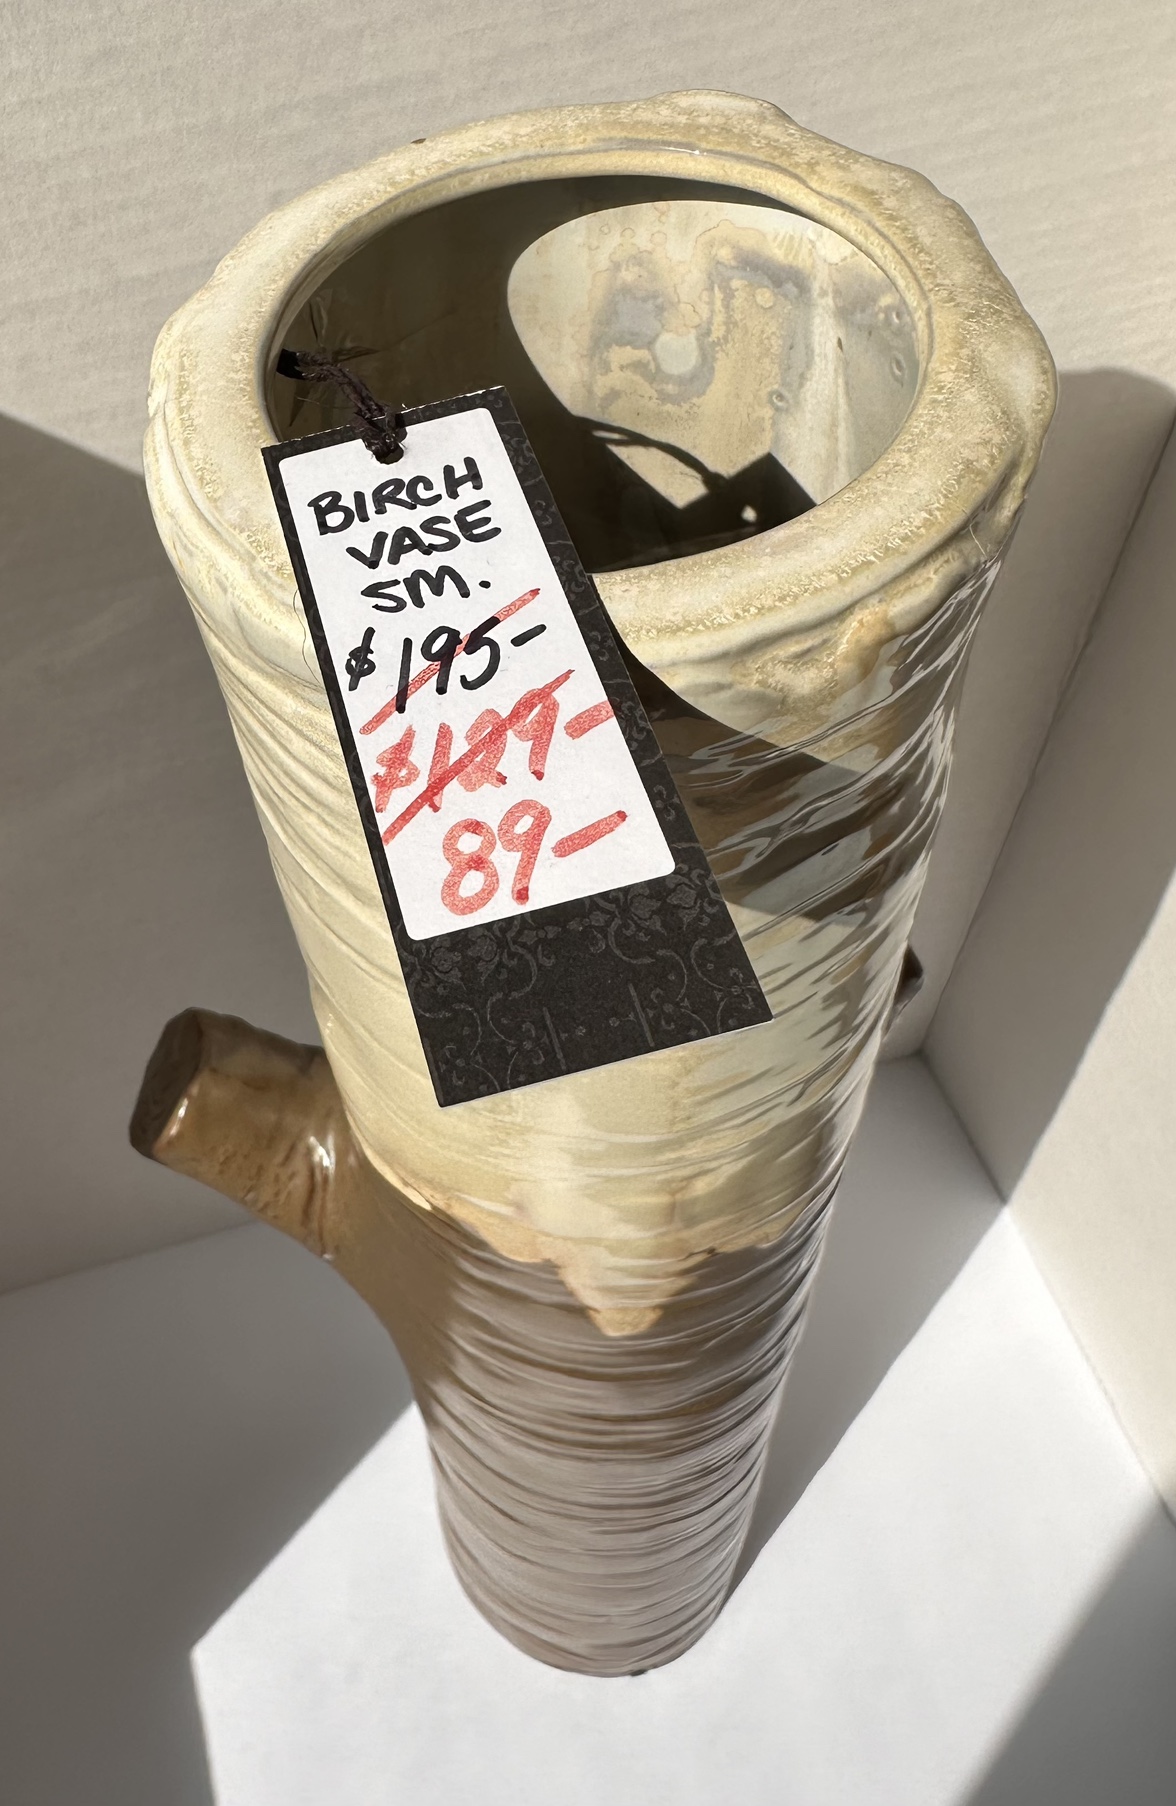 BIRCH
VASE
SM.
$195-
$129-
89-